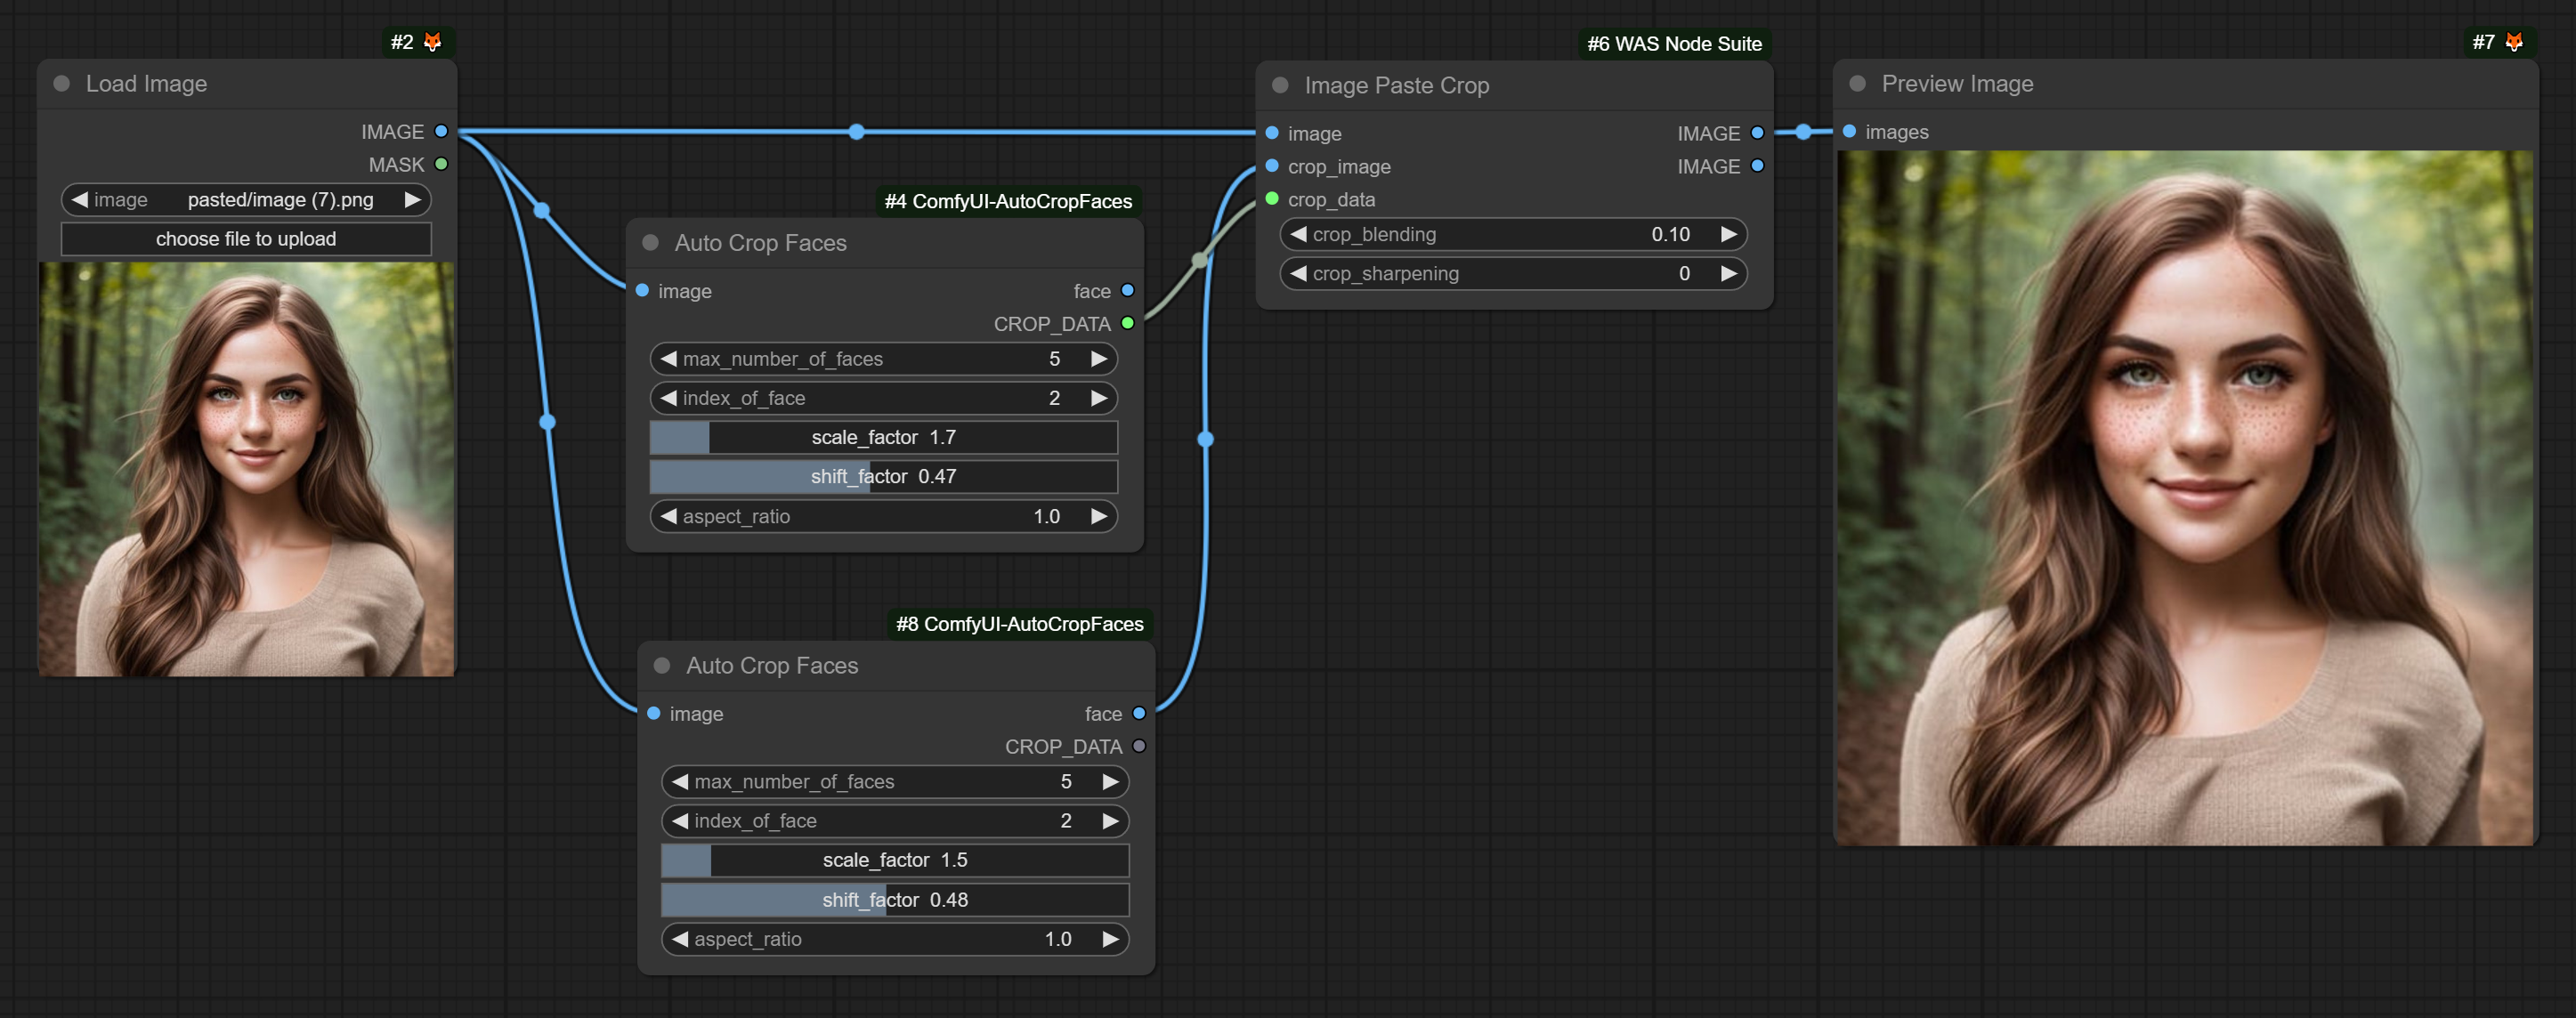 #2 🦊
Load Image
IMAGE
MASK
image pasted/image (7).png
choose file to upload
#4 ComfyUI-AutoCropFaces
Auto Crop Faces
image face
CROP_DATA
max_number_of_faces 5
index_of_face 2
scale_factor 1.7
shift_factor 0.47
aspect_ratio 1.0
#8 ComfyUI-AutoCropFaces
Auto Crop Faces
image face
CROP_DATA
max_number_of_faces 5
index_of_face 2
scale_factor 1.5
shift_factor 0.48
aspect_ratio 1.0
#6 WAS Node Suite
Image Paste Crop
image IMAGE
crop_image IMAGE
crop_data
crop_blending 0.10
crop_sharpening 0
#7 🦊
Preview Image
images